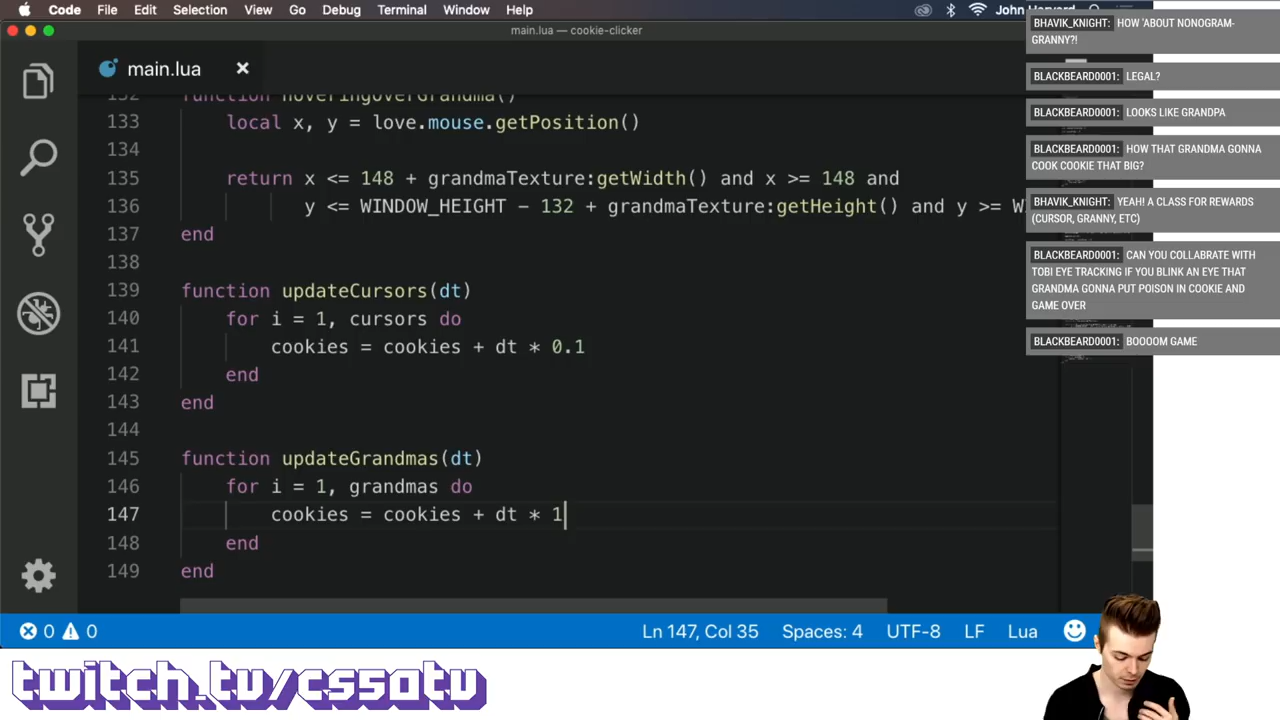 Code File Edit Selection View Go Debug Terminal Window Help
main.lua — cookie-clicker
main.lua
133 local x, y = love.mouse.getPosition()
134
135 return x <= 148 + grandmaTexture:getWidth() and x >= 148 and
136 y <= WINDOW_HEIGHT - 132 + grandmaTexture:getHeight() and y >=
137 end
138
139 function updateCursors(dt)
140 for i = 1, cursors do
141 cookies = cookies + dt * 0.1
142 end
143 end
144
145 function updateGrandmas(dt)
146 for i = 1, grandmas do
147 cookies = cookies + dt * 1
148 end
149 end
0 0 Ln 147, Col 35 Spaces: 4 UTF-8 LF Lua
twitch.tv/cs50tv
BHAVIK_KNIGHT: HOW 'ABOUT NONOGRAM-
GRANNY?!
BLACKBEARD0001: LEGAL?
BLACKBEARD0001: LOOKS LIKE GRANDPA
BLACKBEARD0001: HOW THAT GRANDMA GONNA
COOK COOKIE THAT BIG?
BHAVIK_KNIGHT: YEAH! A CLASS FOR REWARDS
(CURSOR, GRANNY, ETC)
BLACKBEARD0001: CAN YOU COLLABRATE WITH
TOBI EYE TRACKING IF YOU BLINK AN EYE THAT
GRANDMA GONNA PUT POISON IN COOKIE AND
GAME OVER
BLACKBEARD0001: BOOOOM GAME